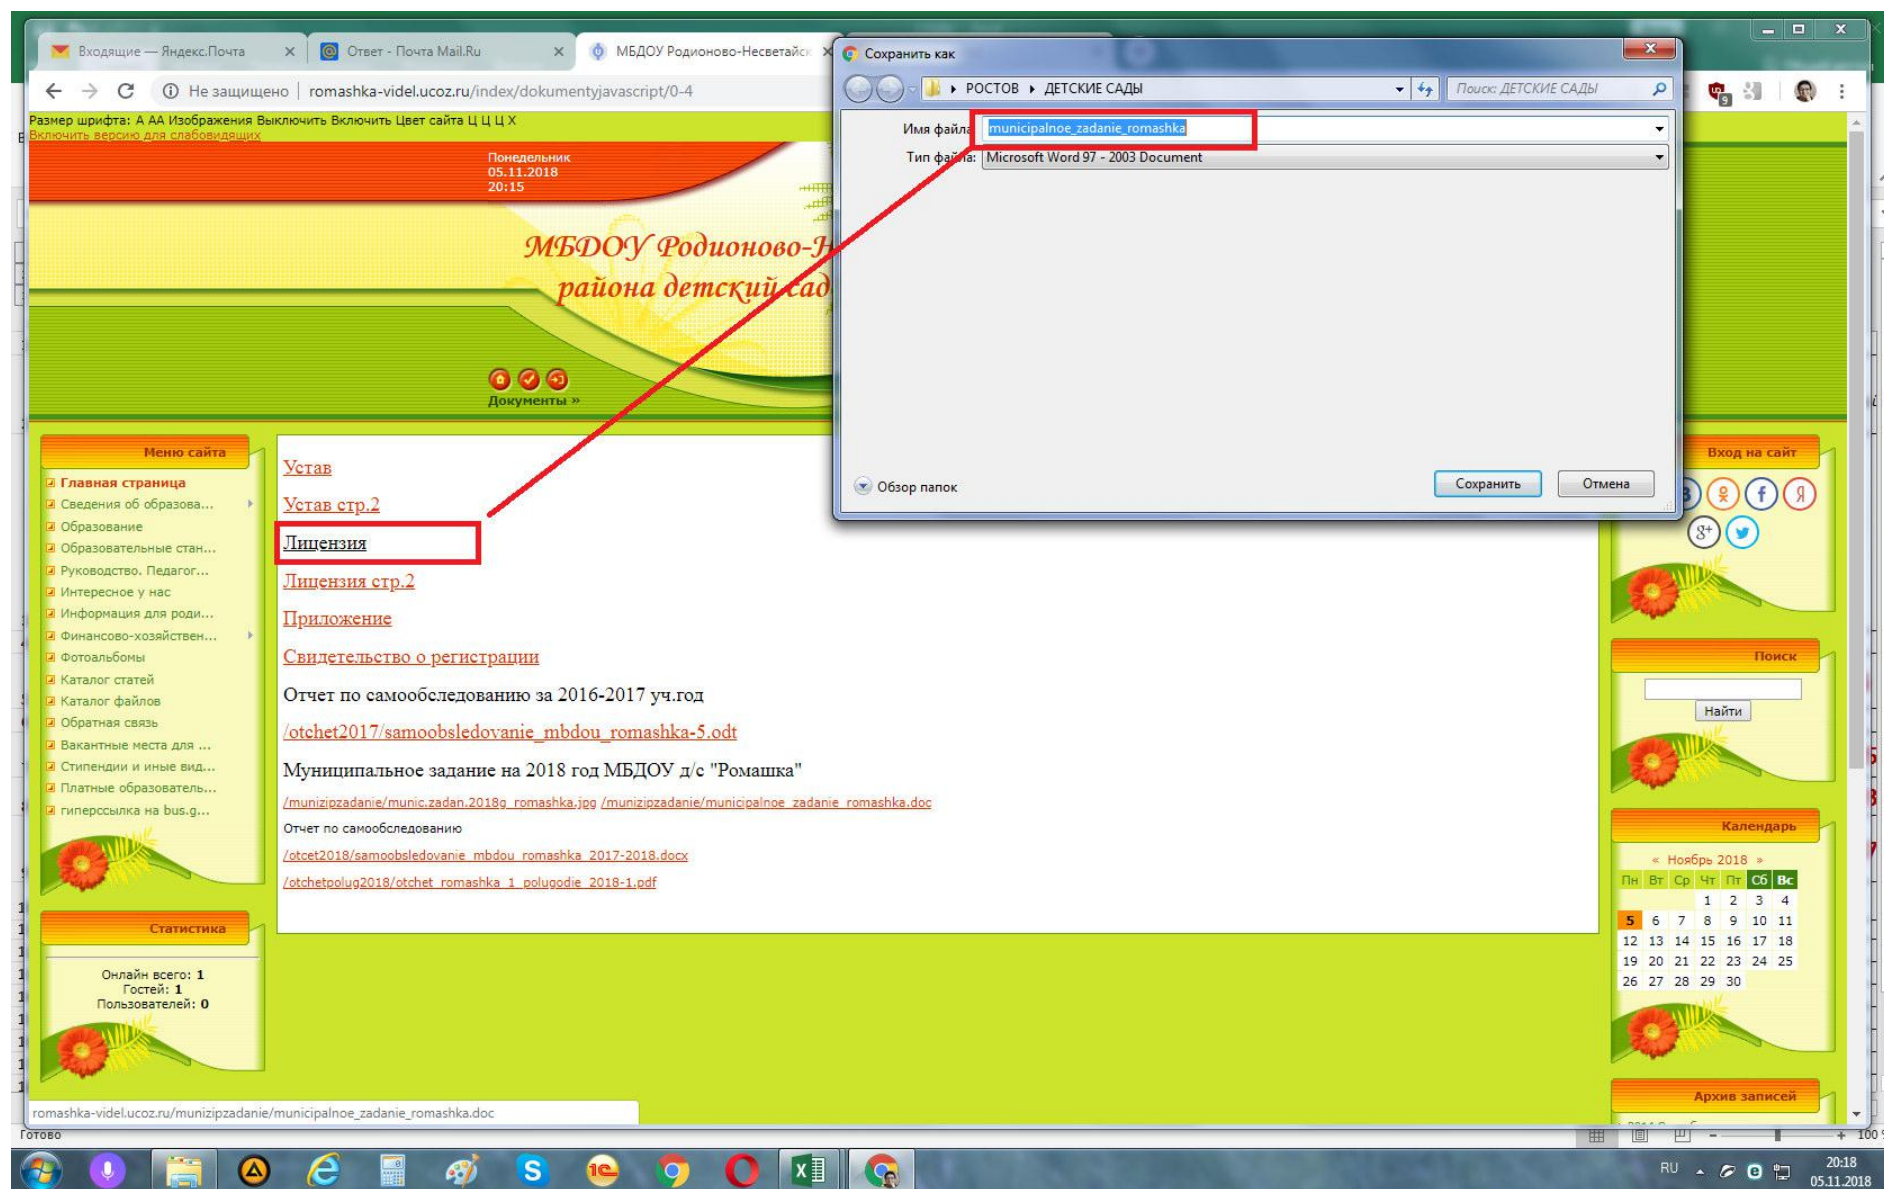 Входящие — Яндекс.Почта
Ответ - Почта Mail.Ru
МБДОУ Родионово-Несветайск
Не защищено | romashka-videl.ucoz.ru/index/dokumentyjavascript/0-4
Размер шрифта: А АА Изображения Выключить Включить Цвет сайта Ц Ц Ц Х
Включить версию для слабовидящих
Понедельник
05.11.2018
20:15
МБДОУ Родионово-Н
района детский сад
Документы »
Сохранить как
РОСТОВ ▸ ДЕТСКИЕ САДЫ
Поиск: ДЕТСКИЕ САДЫ
Имя файла
municipalnoe_zadanie_romashka
Тип файла: Microsoft Word 97 - 2003 Document
Обзор папок
Сохранить
Отмена
Меню сайта
Главная страница
Сведения об образова...
Образование
Образовательные стан...
Руководство. Педагог...
Интересное у нас
Информация для роди...
Финансово-хозяйствен...
Фотоальбомы
Каталог статей
Каталог файлов
Обратная связь
Вакантные места для ...
Стипендии и иные вид...
Платные образователь...
гиперссылка на bus.g...
Статистика
Онлайн всего: 1
Гостей: 1
Пользователей: 0
Устав
Устав стр.2
Лицензия
Лицензия стр.2
Приложение
Свидетельство о регистрации
Отчет по самообследованию за 2016-2017 уч.год
/otchet2017/samoobsledovanie_mbdou_romashka-5.odt
Муниципальное задание на 2018 год МБДОУ д/с "Ромашка"
/munizipzadanie/munic.zadan.2018g_romashka.jpg /munizipzadanie/municipalnoe_zadanie_romashka.doc
Отчет по самообследованию
/otcet2018/samoobsledovanie_mbdou_romashka_2017-2018.docx
/otchetpolug2018/otchet_romashka_1_polugodie_2018-1.pdf
Вход на сайт
Поиск
Найти
Календарь
« Ноябрь 2018 »
Пн Вт Ср Чт Пт Сб Вс
1 2 3 4
5 6 7 8 9 10 11
12 13 14 15 16 17 18
19 20 21 22 23 24 25
26 27 28 29 30
Архив записей
romashka-videl.ucoz.ru/munizipzadanie/municipalnoe_zadanie_romashka.doc
Готово
100
RU
20:18
05.11.2018